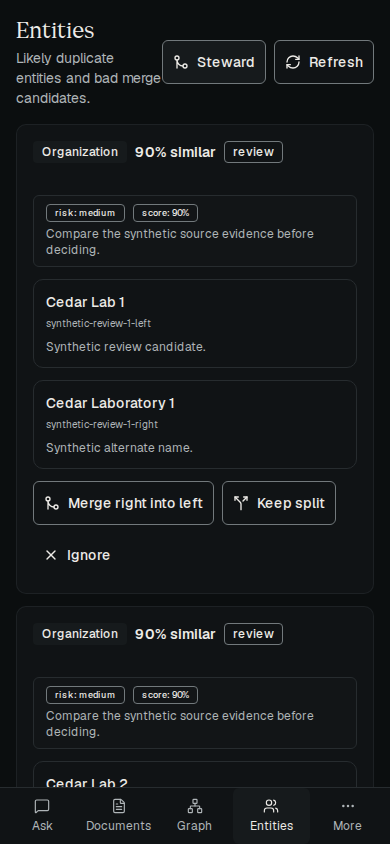 Entities
Likely duplicate
entities and bad merge
candidates.
Steward
Refresh
Organization
90% similar
review
risk: medium
score: 90%
Compare the synthetic source evidence before
deciding.
Cedar Lab 1
synthetic-review-1-left
Synthetic review candidate.
Cedar Laboratory 1
synthetic-review-1-right
Synthetic alternate name.
Merge right into left
Keep split
Ignore
Organization
90% similar
review
risk: medium
score: 90%
Compare the synthetic source evidence before
deciding.
Cedar Lab 2
Ask
Documents
Graph
Entities
More